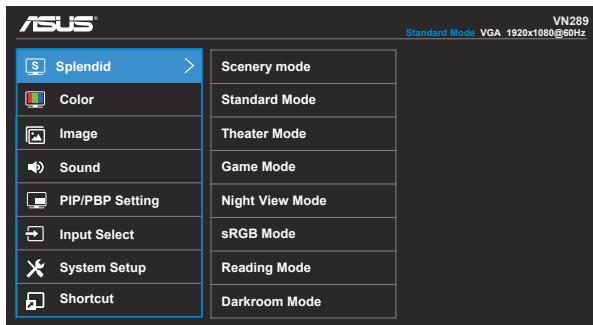 ASUS
VN289
Standard Mode VGA 1920x1080@60Hz
S Splendid
Color
Image
Sound
PIP/PBP Setting
Input Select
System Setup
Shortcut
Scenery mode
Standard Mode
Theater Mode
Game Mode
Night View Mode
sRGB Mode
Reading Mode
Darkroom Mode